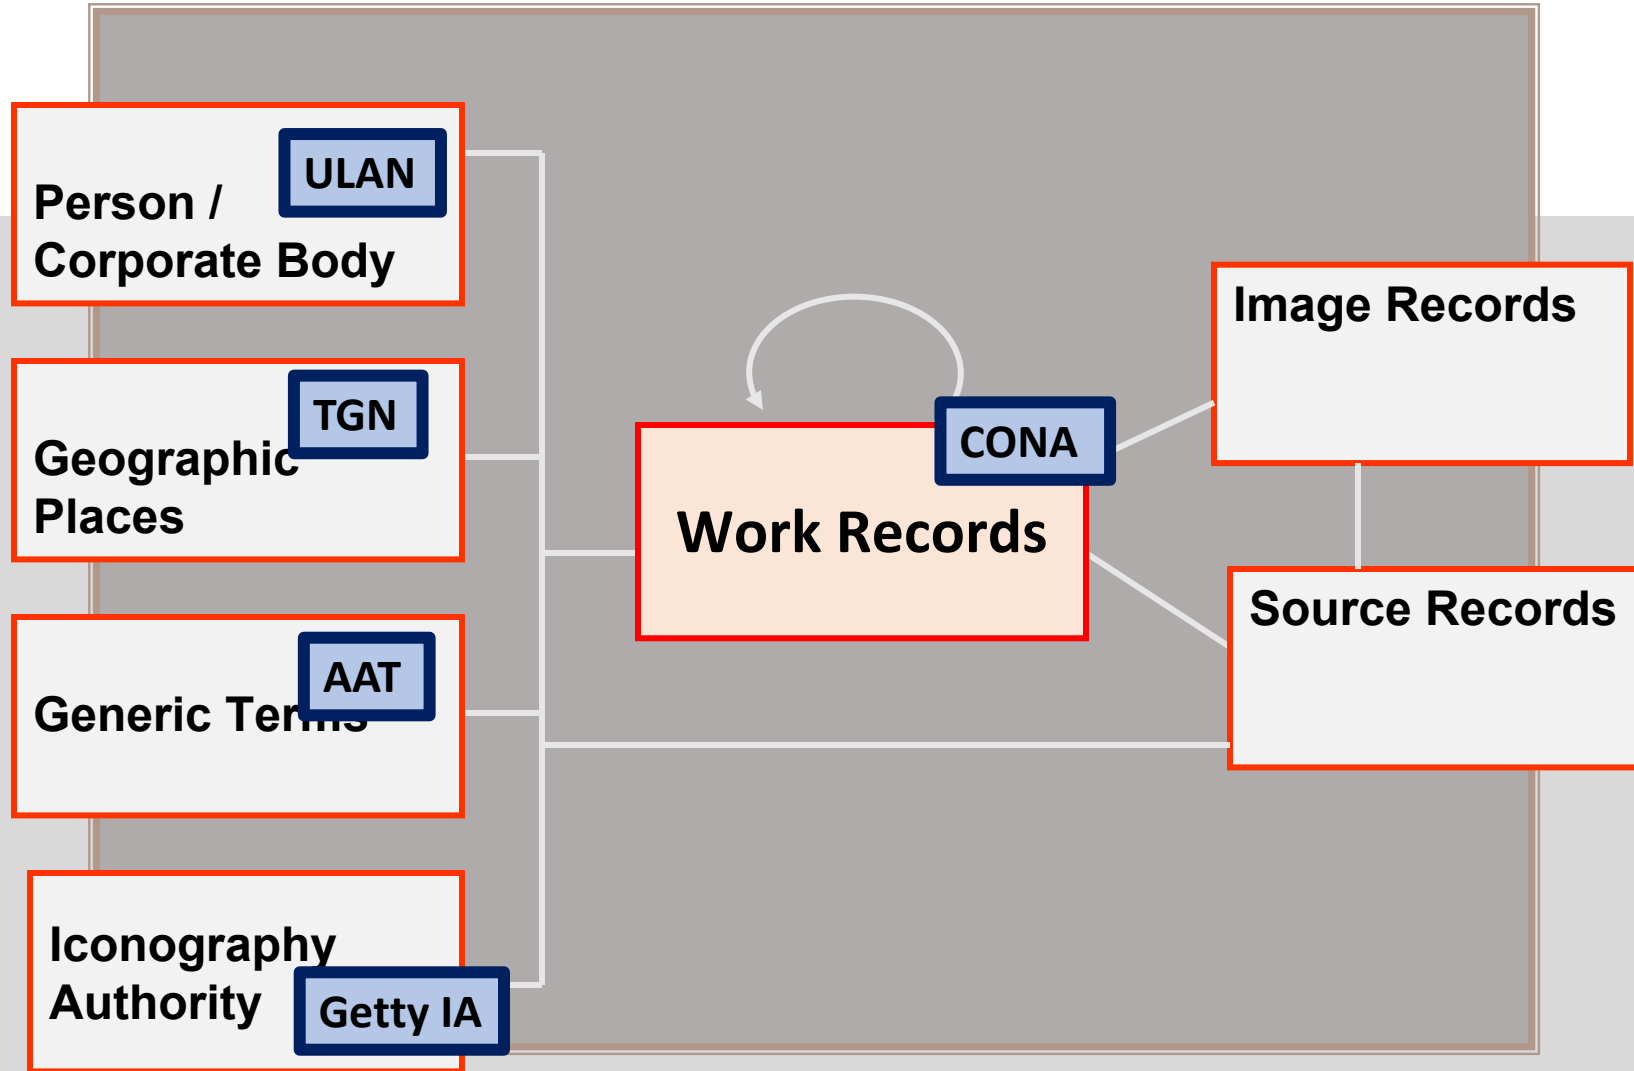 ULAN
Person /
Corporate Body
TGN
Geographic
Places
AAT
Generic Terms
Iconography
Authority
Getty IA
CONA
Work Records
Image Records
Source Records